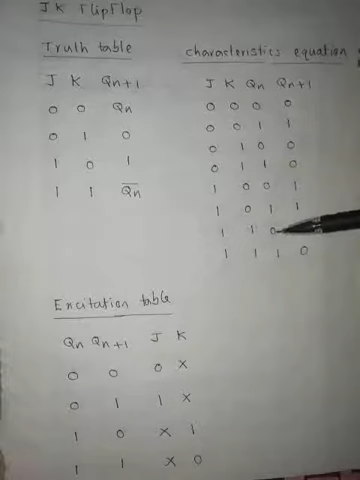 JK FlipFlop
Truth table
J K Qn+1
0 0 Qn
0 1 0
1 0 1
1 1 Q̅n̅
characteristics equation
J K Qn Qn+1
0 0 0 0
0 0 1 1
0 1 0 0
0 1 1 0
1 0 0 1
1 0 1 1
1 1 0
1 1 1 0
Excitation table
Qn Qn+1 J K
0 0 0 X
0 1 1 X
1 0 X 1
1 1 X 0